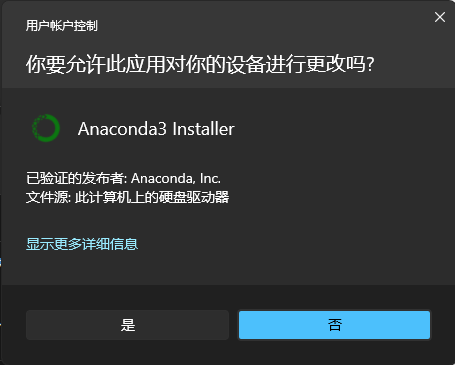 用户帐户控制
你要允许此应用对你的设备进行更改吗?
Anaconda3 Installer
已验证的发布者: Anaconda, Inc.
文件源: 此计算机上的硬盘驱动器
显示更多详细信息
是
否